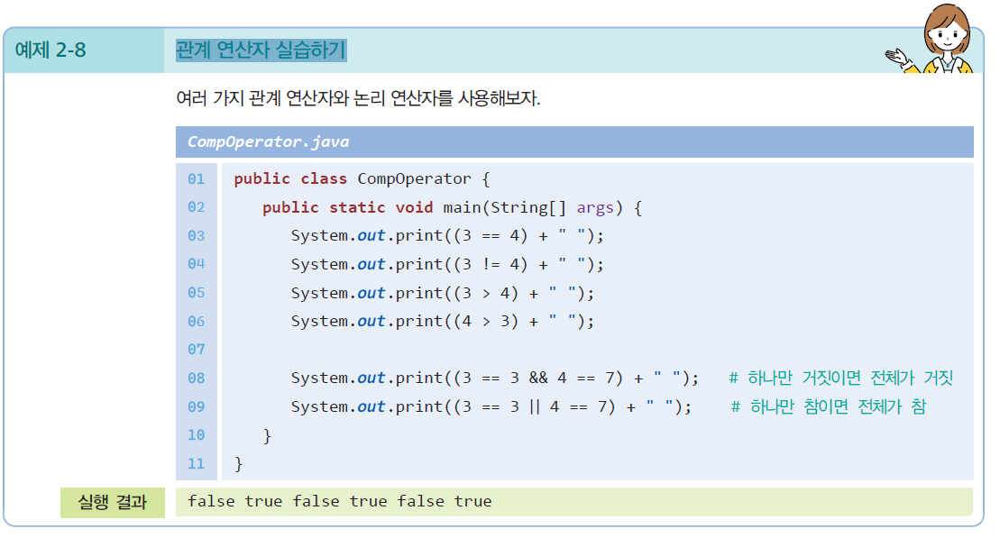 예제 2-8 관계 연산자 실습하기
여러 가지 관계 연산자와 논리 연산자를 사용해보자.
CompOperator.java
01 public class CompOperator {
02 public static void main(String[] args) {
03 System.out.print((3 == 4) + " ");
04 System.out.print((3 != 4) + " ");
05 System.out.print((3 > 4) + " ");
06 System.out.print((4 > 3) + " ");
07
08 System.out.print((3 == 3 && 4 == 7) + " "); # 하나만 거짓이면 전체가 거짓
09 System.out.print((3 == 3 || 4 == 7) + " "); # 하나만 참이면 전체가 참
10 }
11 }
실행 결과 false true false true false true